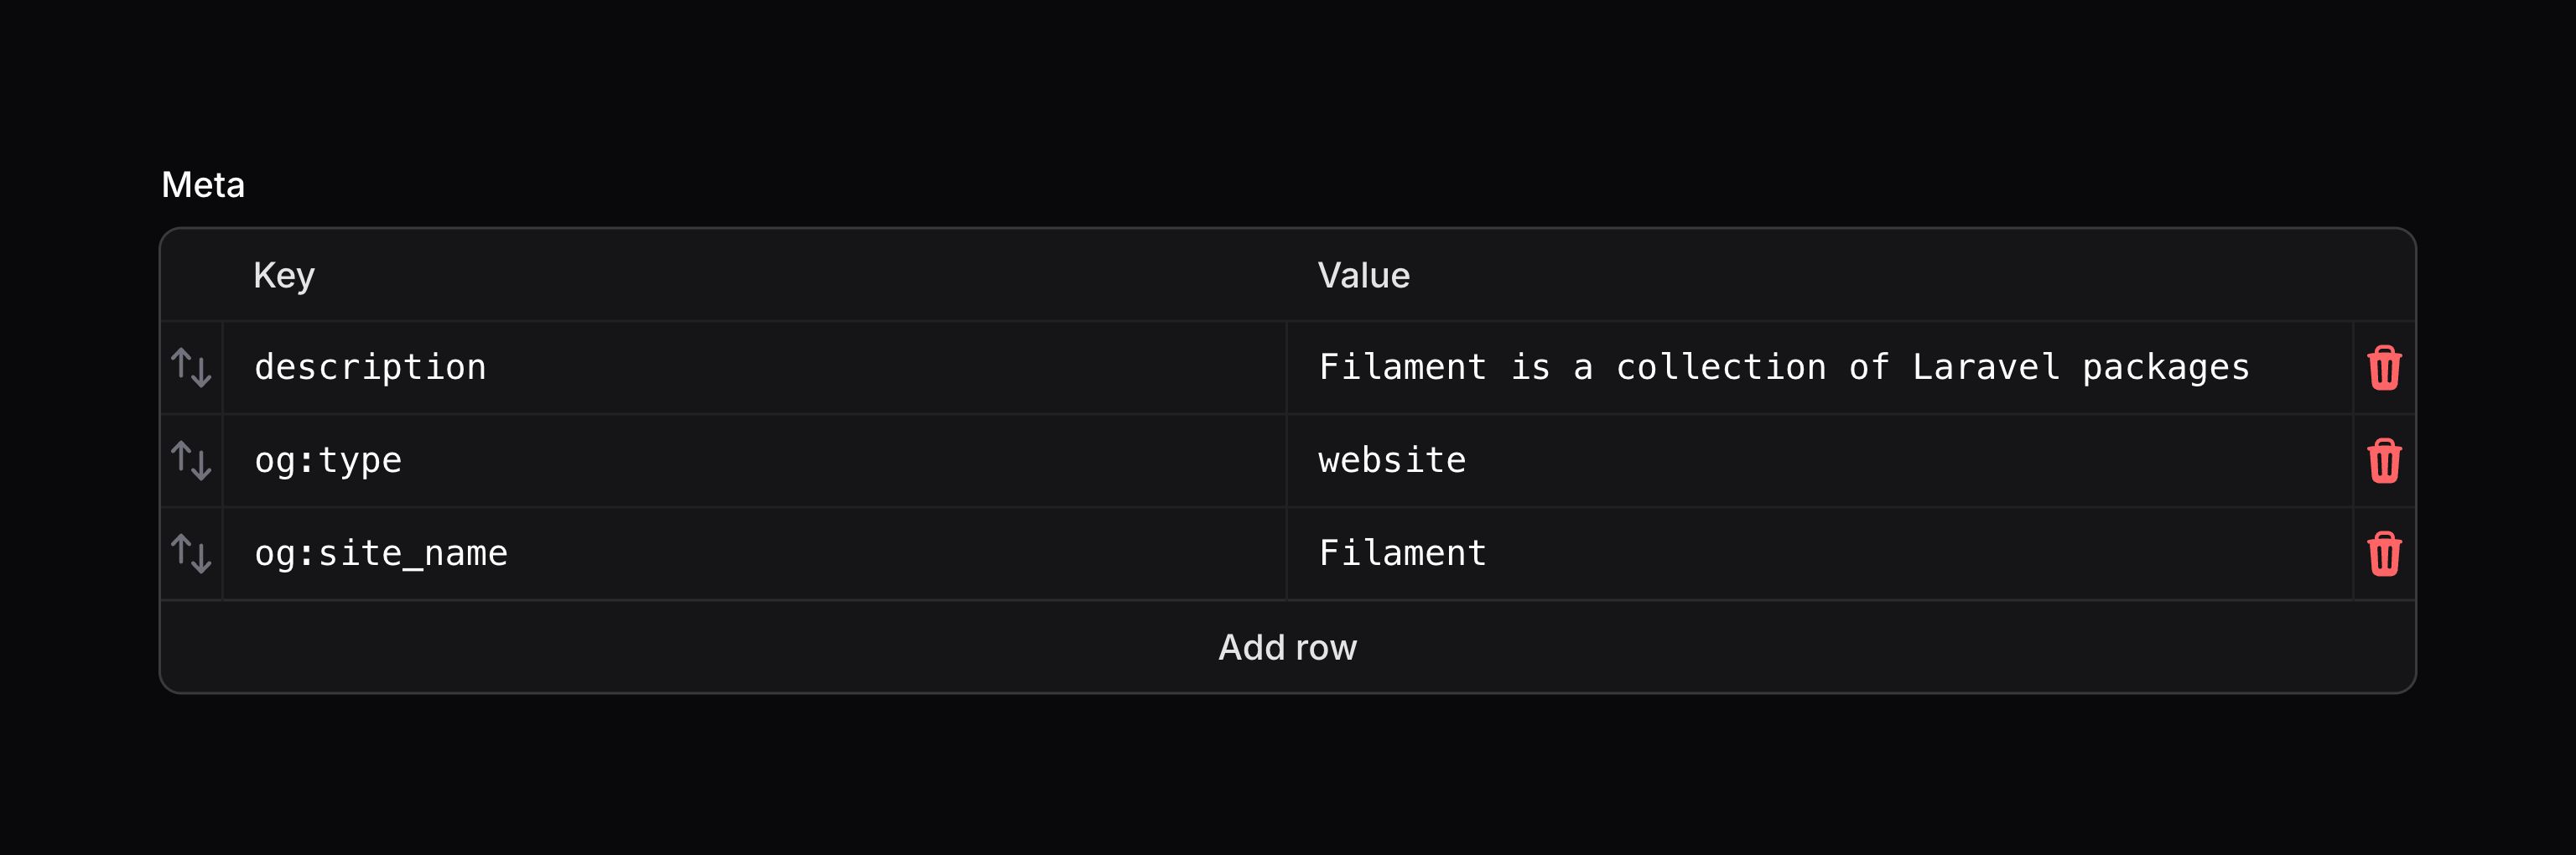 Meta
Key Value
description Filament is a collection of Laravel packages
og:type website
og:site_name Filament
Add row